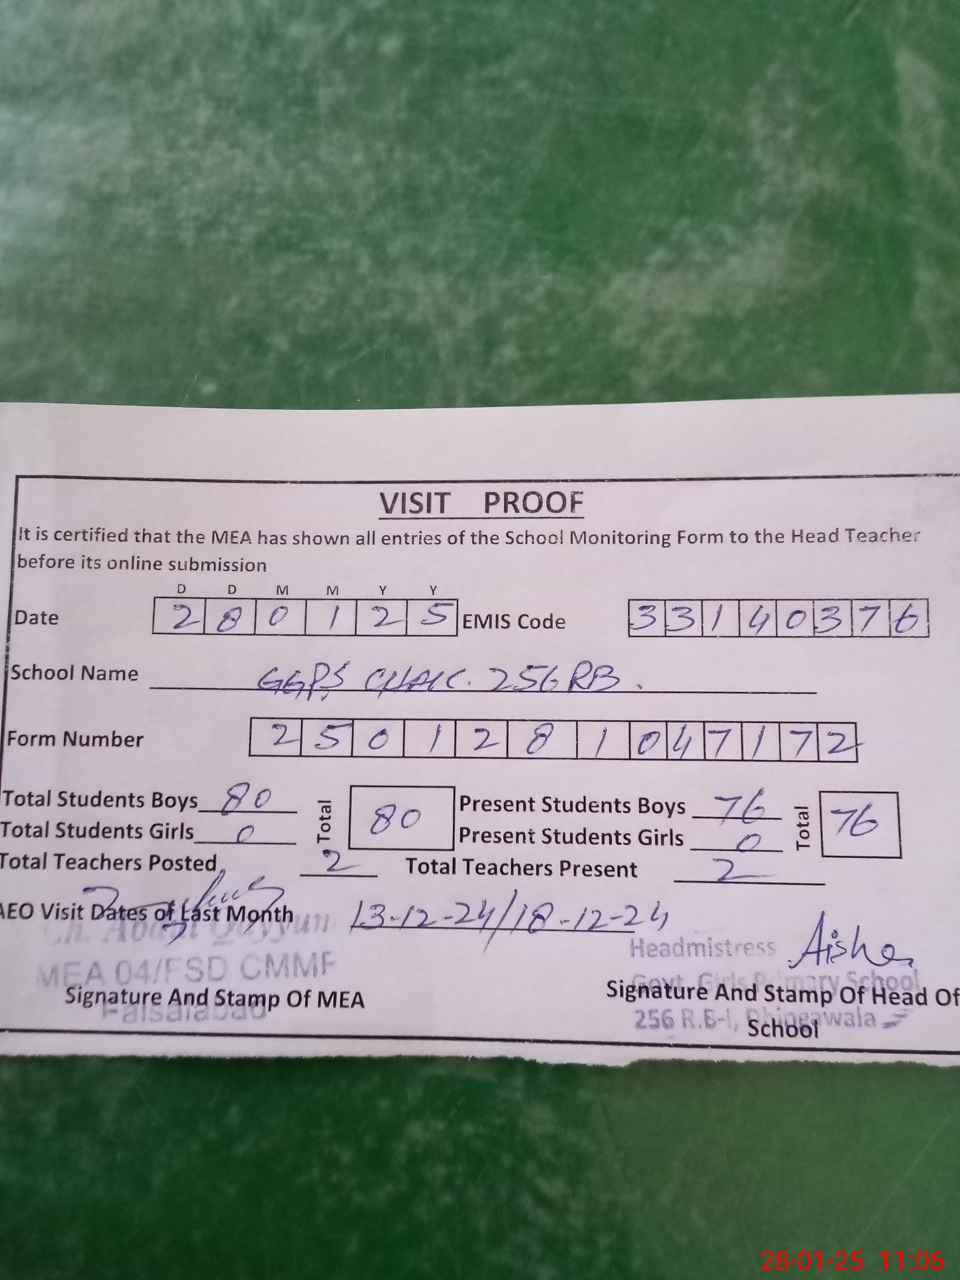 VISIT PROOF
It is certified that the MEA has shown all entries of the School Monitoring Form to the Head Teacher
before its online submission
D D M M Y Y
Date 2 8 0 1 2 5 EMIS Code 3 3 1 4 0 3 7 6
School Name GGPS CHAK. 256 RB.
Form Number 2 5 0 1 2 8 1 0 4 7 1 7 2
Total Students Boys 80 Total 80 Present Students Boys 76 Total 76
Total Students Girls 0 Present Students Girls 0
Total Teachers Posted 2 Total Teachers Present 2
AEO Visit Dates of Last Month 13-12-24/18-12-24
Ch. Abdul Qayyum
Headmistress Aisha
MEA 04/FSD CMMF
Govt. Girls Primary School
Signature And Stamp Of MEA Signature And Stamp Of Head Of
Faisalabad 256 R.B-I,
School
28-01-25 11:06